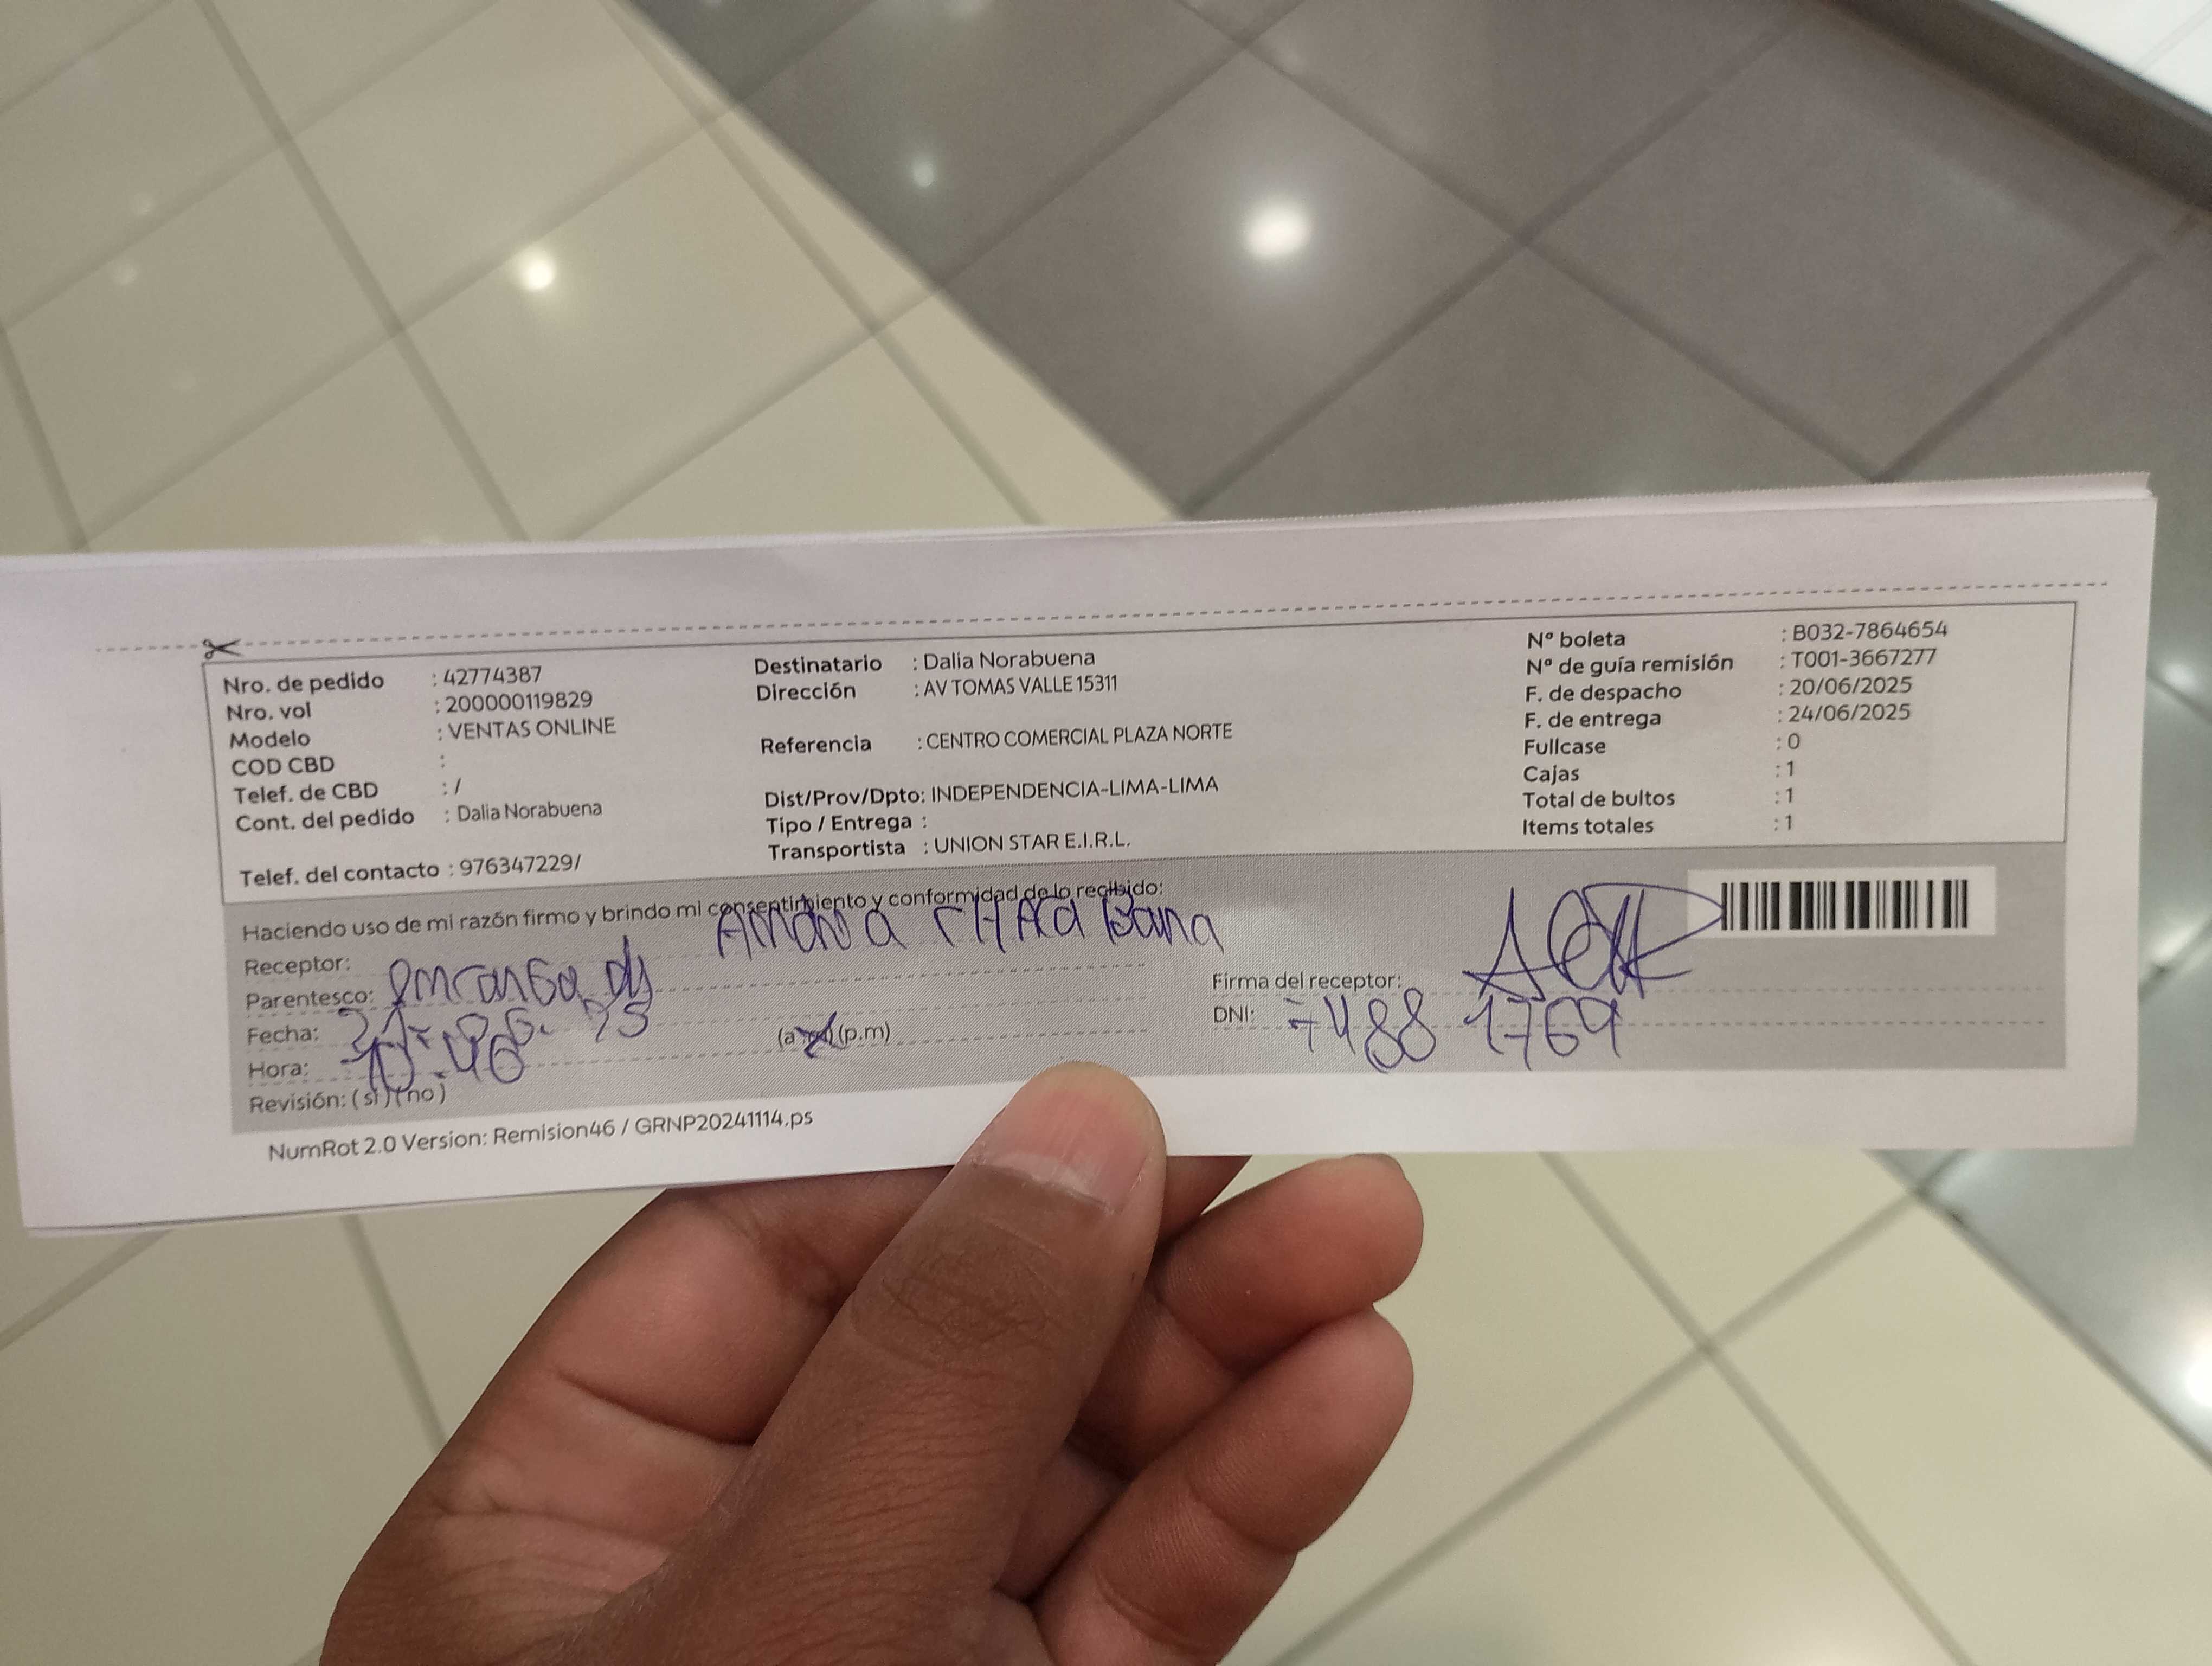 Nro. de pedido : 42774387
Nro. vol : 200000119829
Modelo : VENTAS ONLINE
COD CBD :
Telef. de CBD : /
Cont. del pedido : Dalia Norabuena
Telef. del contacto : 976347229/
Destinatario : Dalia Norabuena
Dirección : AV TOMAS VALLE 15311
Referencia : CENTRO COMERCIAL PLAZA NORTE
Dist/Prov/Dpto: INDEPENDENCIA-LIMA-LIMA
Tipo / Entrega :
Transportista : UNION STAR E.I.R.L.
Nº boleta : B032-7864654
Nº de guía remisión : T001-3667277
F. de despacho : 20/06/2025
F. de entrega : 24/06/2025
Fullcase : 0
Cajas : 1
Total de bultos : 1
Items totales : 1
Haciendo uso de mi razón firmo y brindo mi consentimiento y conformidad de lo recibido:
Receptor:
Parentesco:
Fecha:
Hora: :46 (a.m) (p.m)
Revisión: ( si ) ( no )
Firma del receptor:
DNI: 7488 1769
NumRot 2.0 Version: Remision46 / GRNP20241114.ps